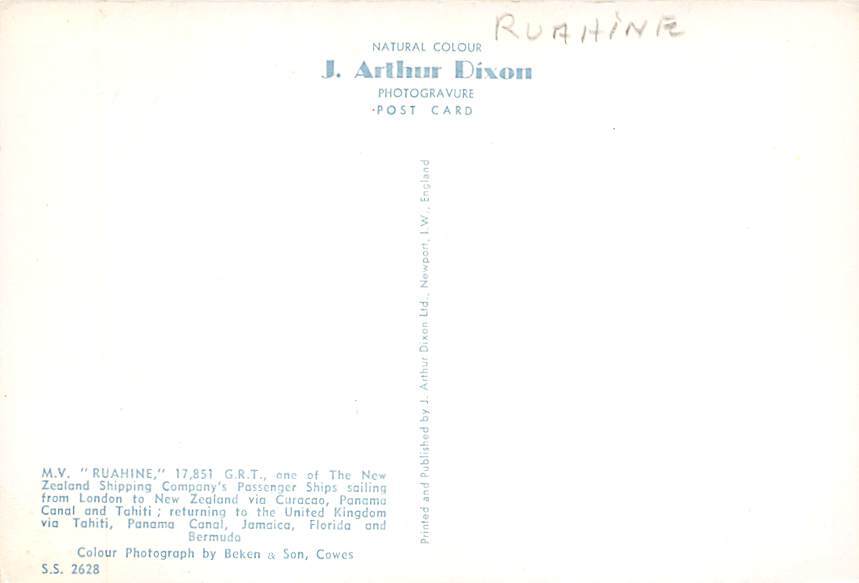 RUAHINE
NATURAL COLOUR
J. Arthur Dixon
PHOTOGRAVURE
POST CARD
Printed and Published by J. Arthur Dixon Ltd., Newport, I.W., England
M.V. "RUAHINE," 17,851 G.R.T., one of The New
Zealand Shipping Company's Passenger Ships sailing
from London to New Zealand via Curacao, Panama
Canal and Tahiti ; returning to the United Kingdom
via Tahiti, Panama Canal, Jamaica, Florida and
Bermuda
Colour Photograph by Beken & Son, Cowes
S.S. 2628